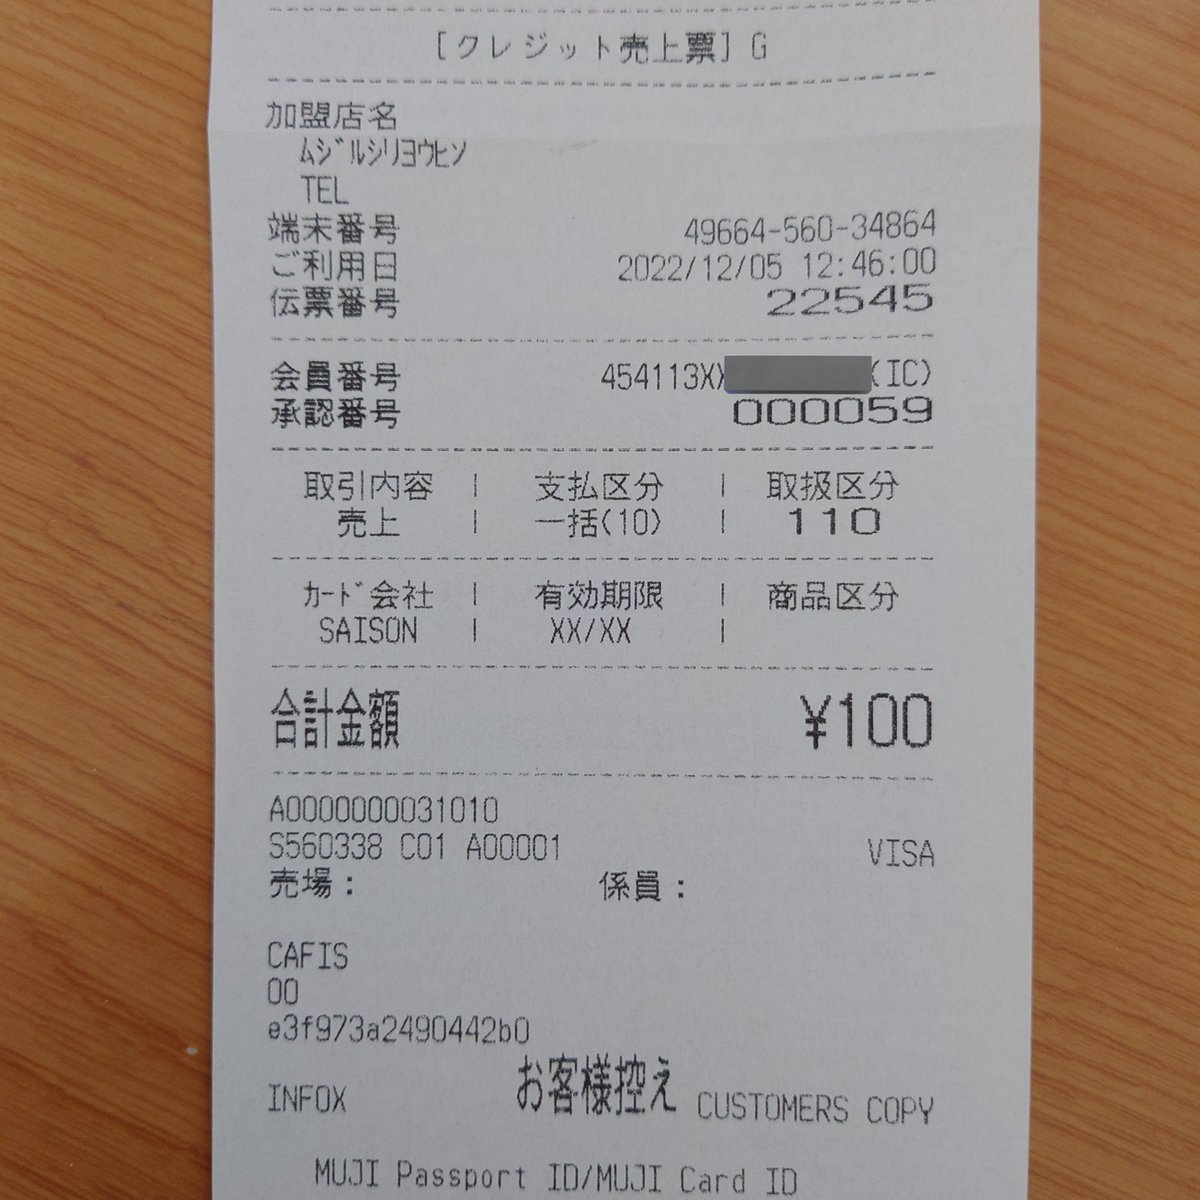 [クレジット売上票] G
加盟店名
ﾑｼﾞﾙｼﾘﾖｳﾋﾝ
TEL
端末番号 49664-560-34864
ご利用日 2022/12/05 12:46:00
伝票番号 22545
会員番号 454113XX (IC)
承認番号 000059
取引内容 | 支払区分 | 取扱区分
売上 | 一括(10) | 110
ｶｰﾄﾞ会社 | 有効期限 | 商品区分
SAISON | XX/XX |
合計金額 ¥100
A0000000031010
S560338 C01 A00001 VISA
売場: 係員:
CAFIS
00
e3f973a2490442b0
INFOX お客様控え CUSTOMERS COPY
MUJI Passport ID/MUJI Card ID